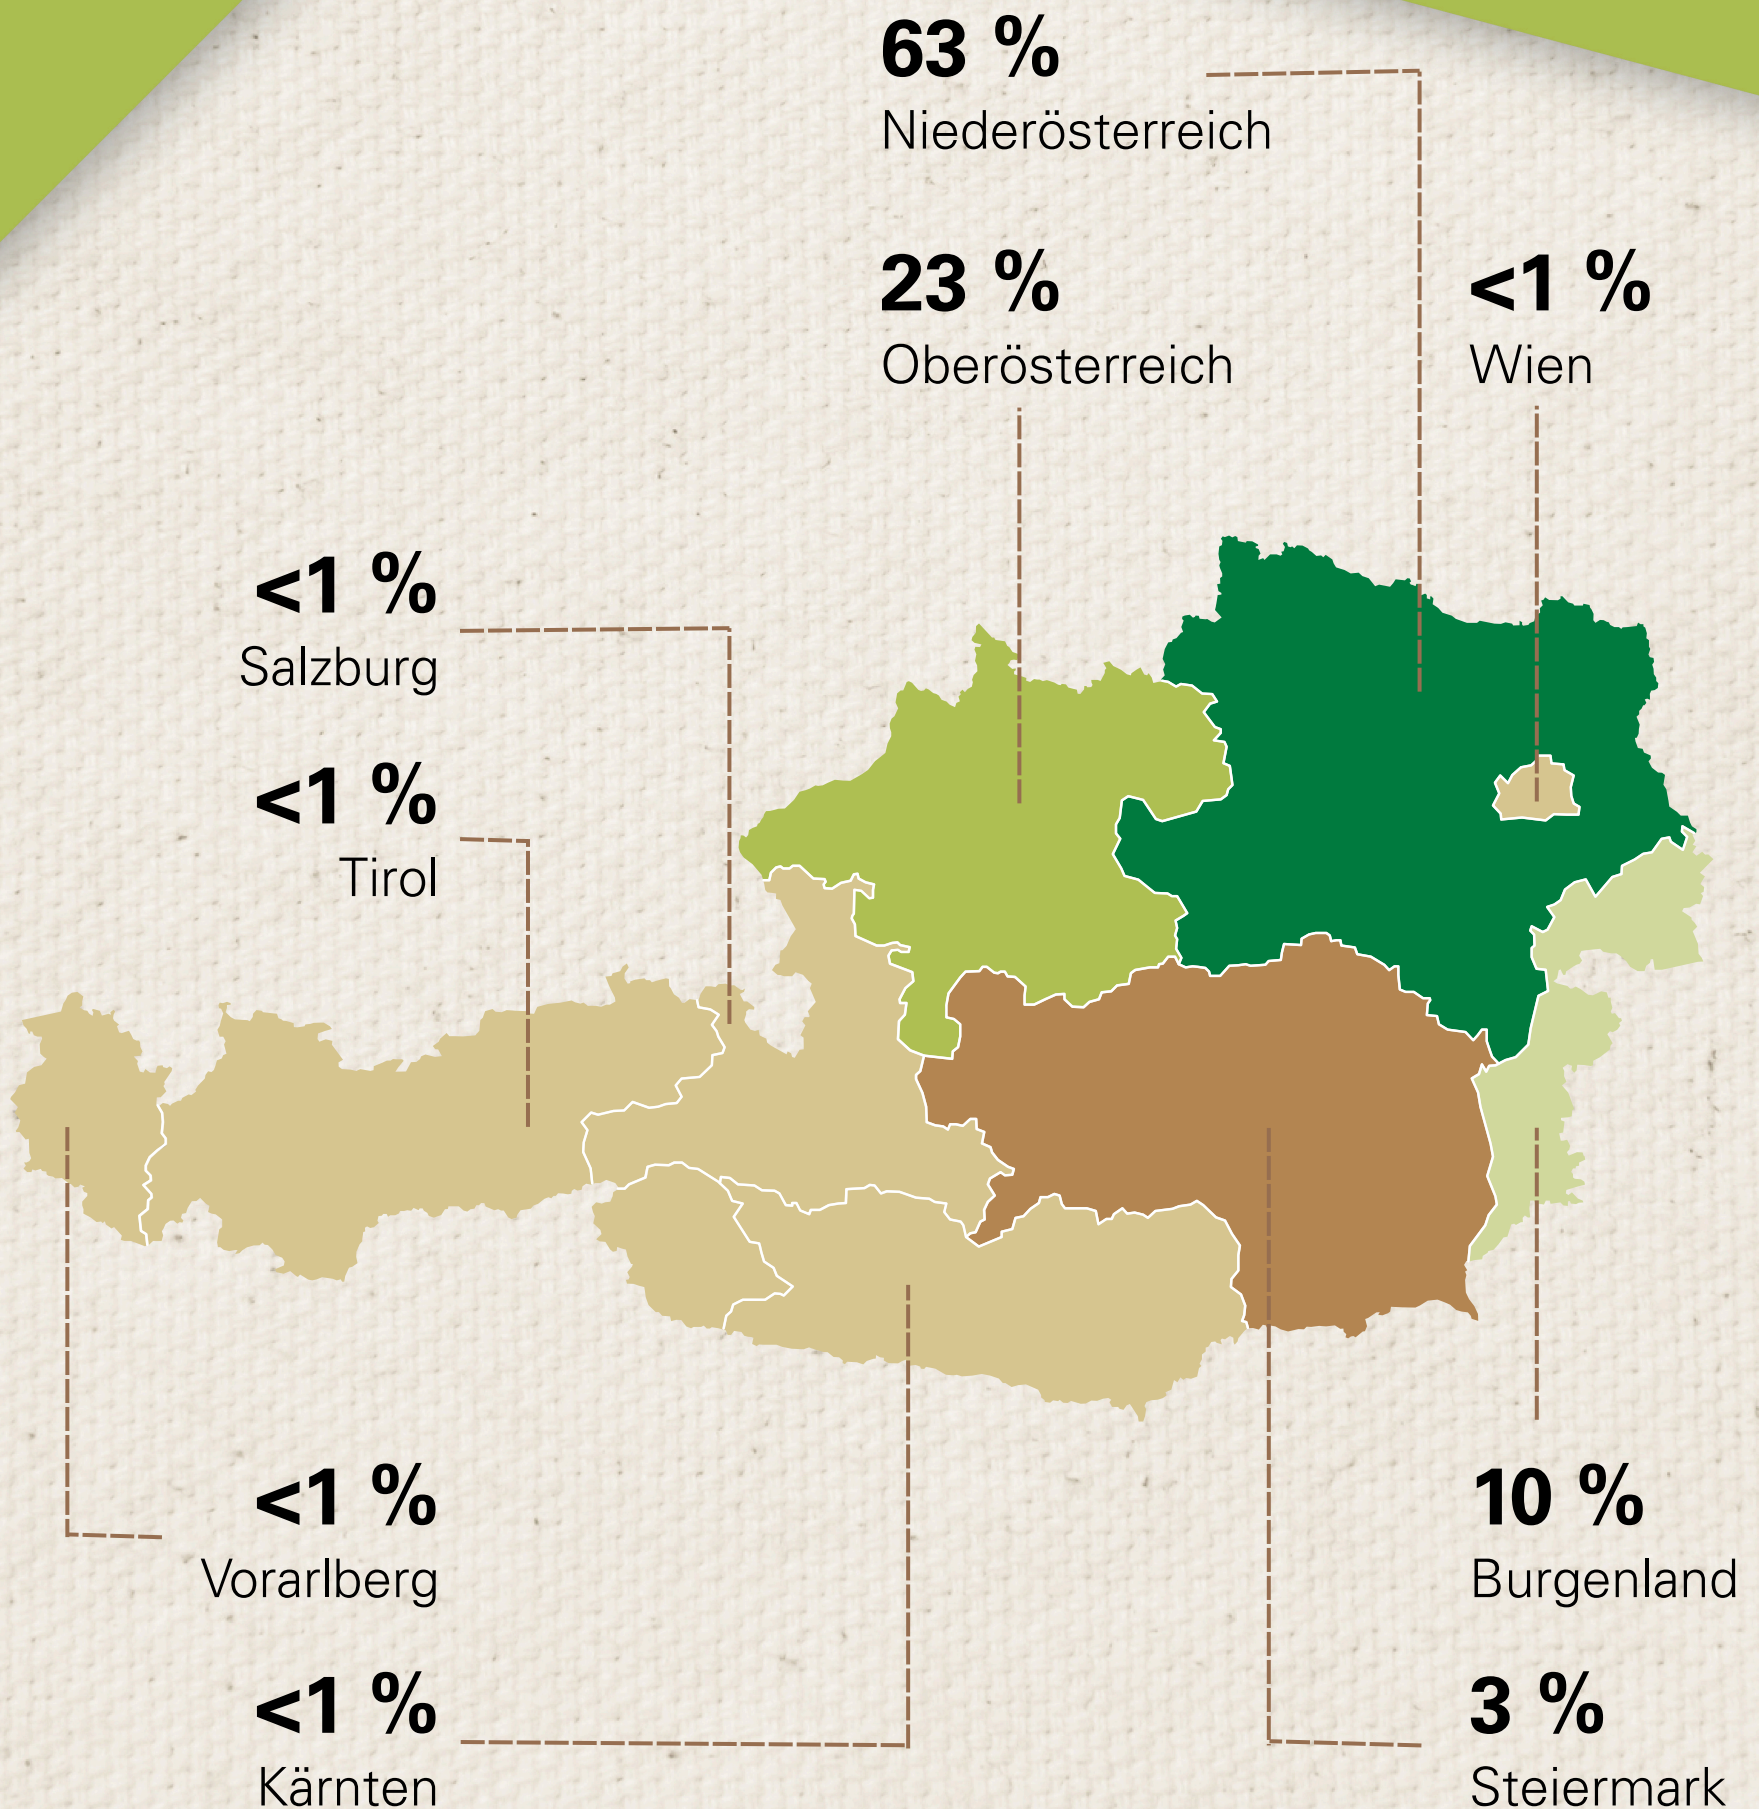 63 %
Niederösterreich
23 %
Oberösterreich
<1 %
Wien
<1 %
Salzburg
<1 %
Tirol
<1 %
Vorarlberg
<1 %
Kärnten
10 %
Burgenland
3 %
Steiermark